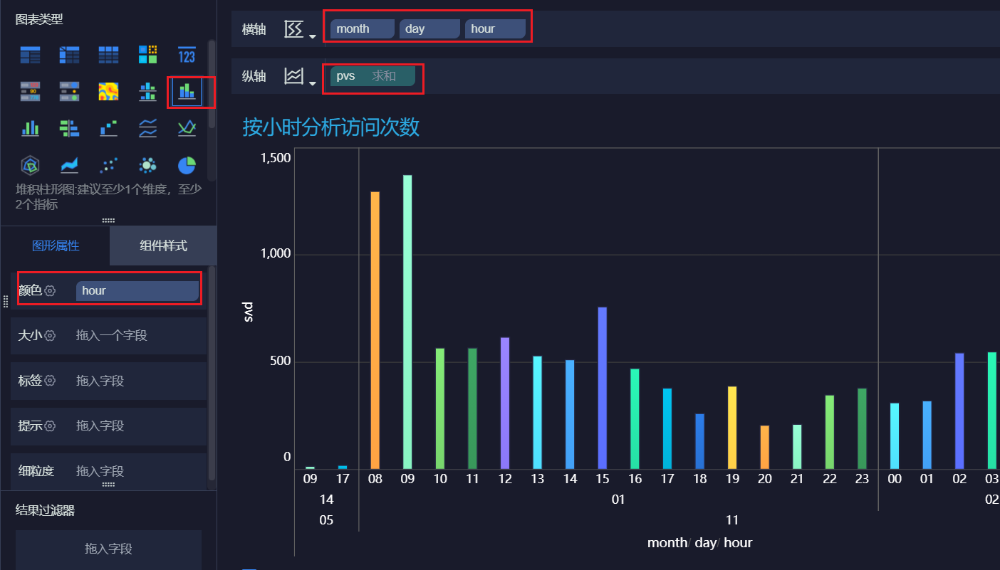 图表类型
123
90
堆积柱形图:建议至少1个维度，至少
2个指标
图形属性 组件样式
颜色 hour
大小 拖入一个字段
标签 拖入字段
提示 拖入字段
细粒度 拖入字段
结果过滤器
拖入字段
横轴 month day hour
纵轴 pvs 求和
按小时分析访问次数
1,500
1,000
500
0
pvs
09 17 08 09 10 11 12 13 14 15 16 17 18 19 20 21 22 23 00 01 02 03
14 01 02
05 11
month/ day/ hour